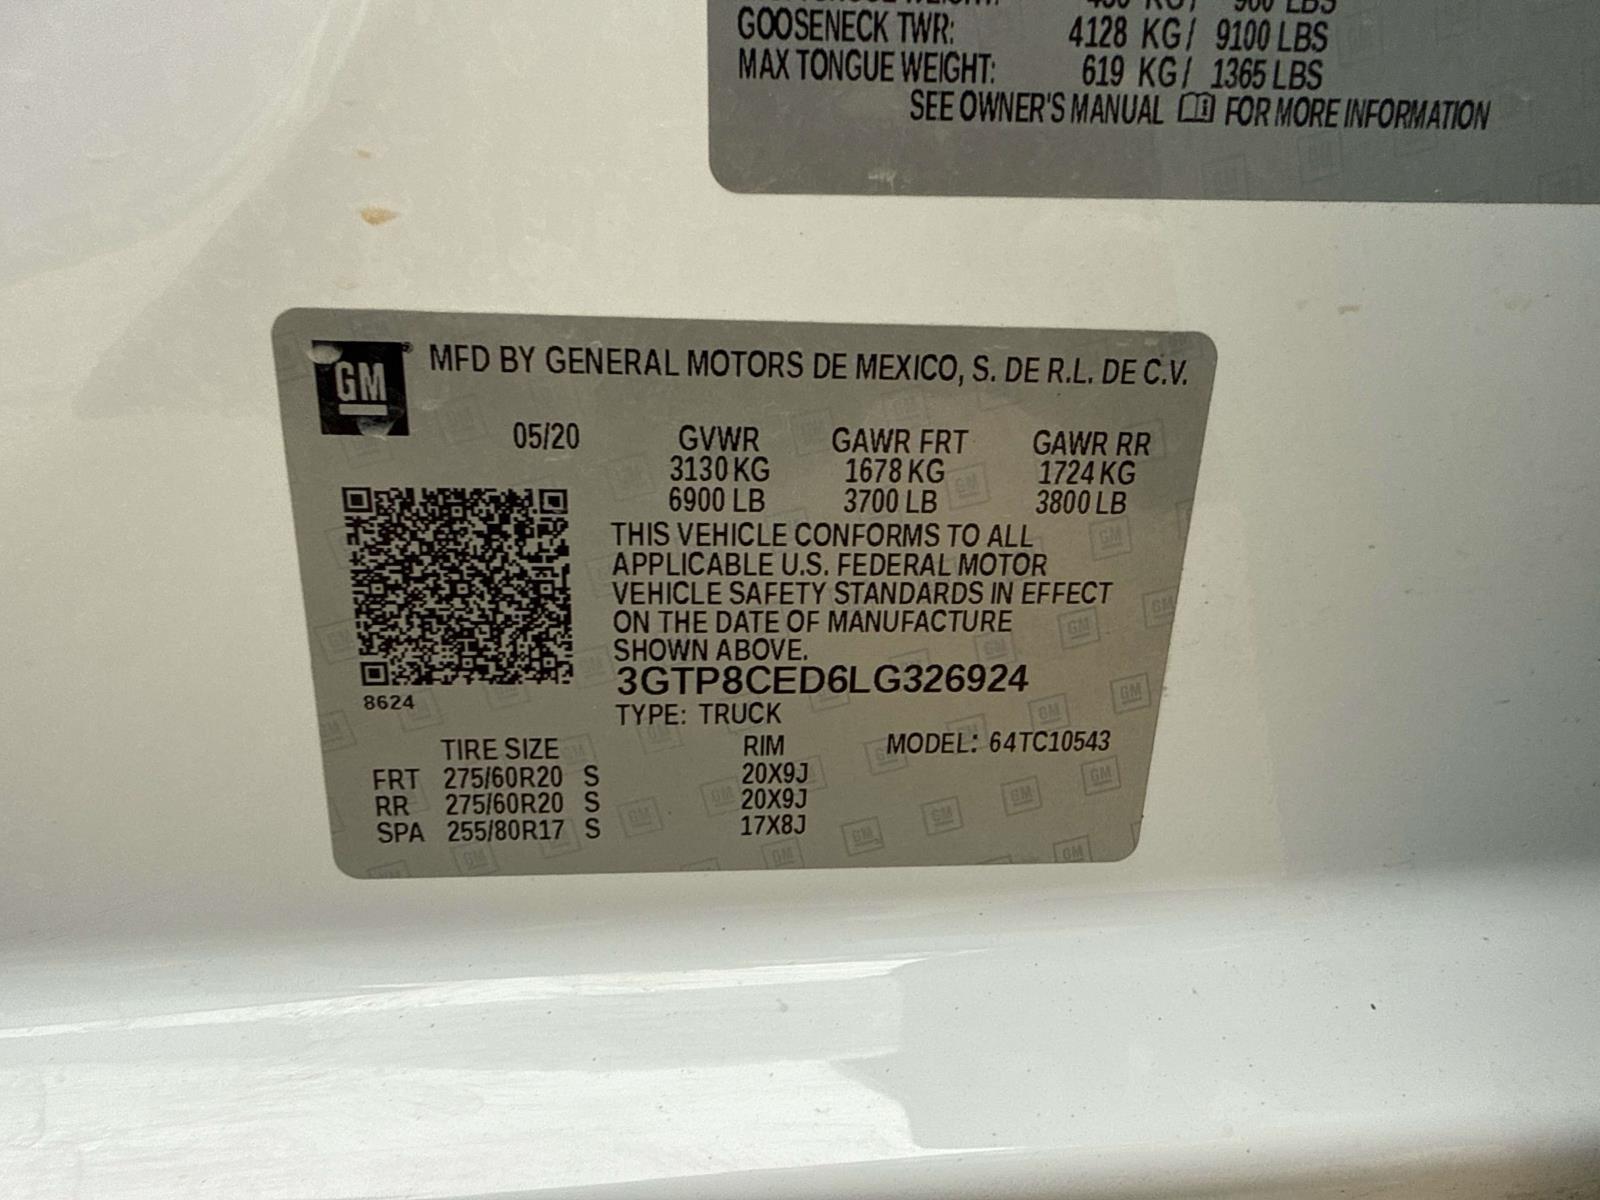 GOOSENECK TWR: 4128 KG/ 9100 LBS
MAX TONGUE WEIGHT: 619 KG/ 1365 LBS
SEE OWNER'S MANUAL FOR MORE INFORMATION
GM® MFD BY GENERAL MOTORS DE MEXICO, S. DE R.L. DE C.V.
05/20 GVWR GAWR FRT GAWR RR
3130 KG 1678 KG 1724 KG
6900 LB 3700 LB 3800 LB
THIS VEHICLE CONFORMS TO ALL
APPLICABLE U.S. FEDERAL MOTOR
VEHICLE SAFETY STANDARDS IN EFFECT
ON THE DATE OF MANUFACTURE
SHOWN ABOVE.
3GTP8CED6LG326924
8624
TYPE: TRUCK
TIRE SIZE RIM MODEL: 64TC10543
FRT 275/60R20 S 20X9J
RR 275/60R20 S 20X9J
SPA 255/80R17 S 17X8J